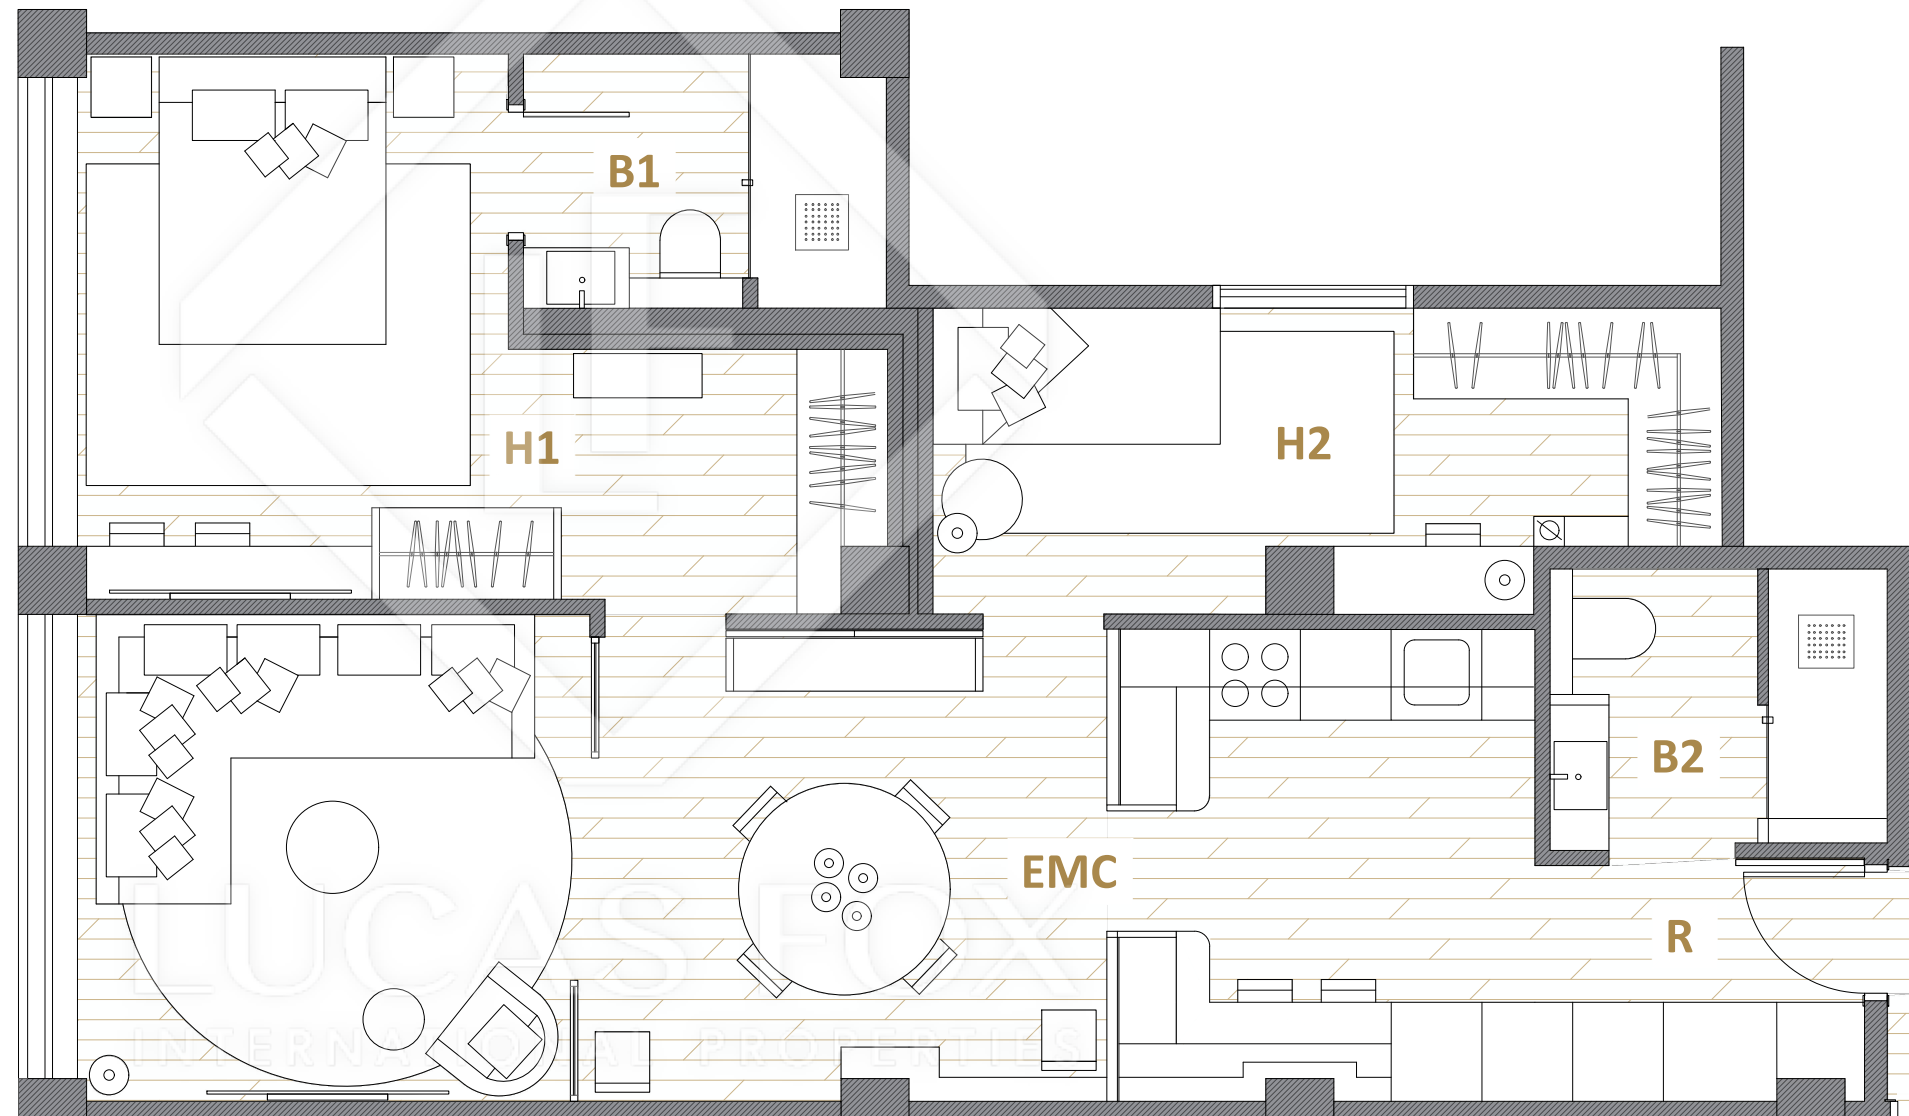 B1
H1
H2
B2
EMC
R
LUCAS FOX
INTERNATIONAL PROPERTIES